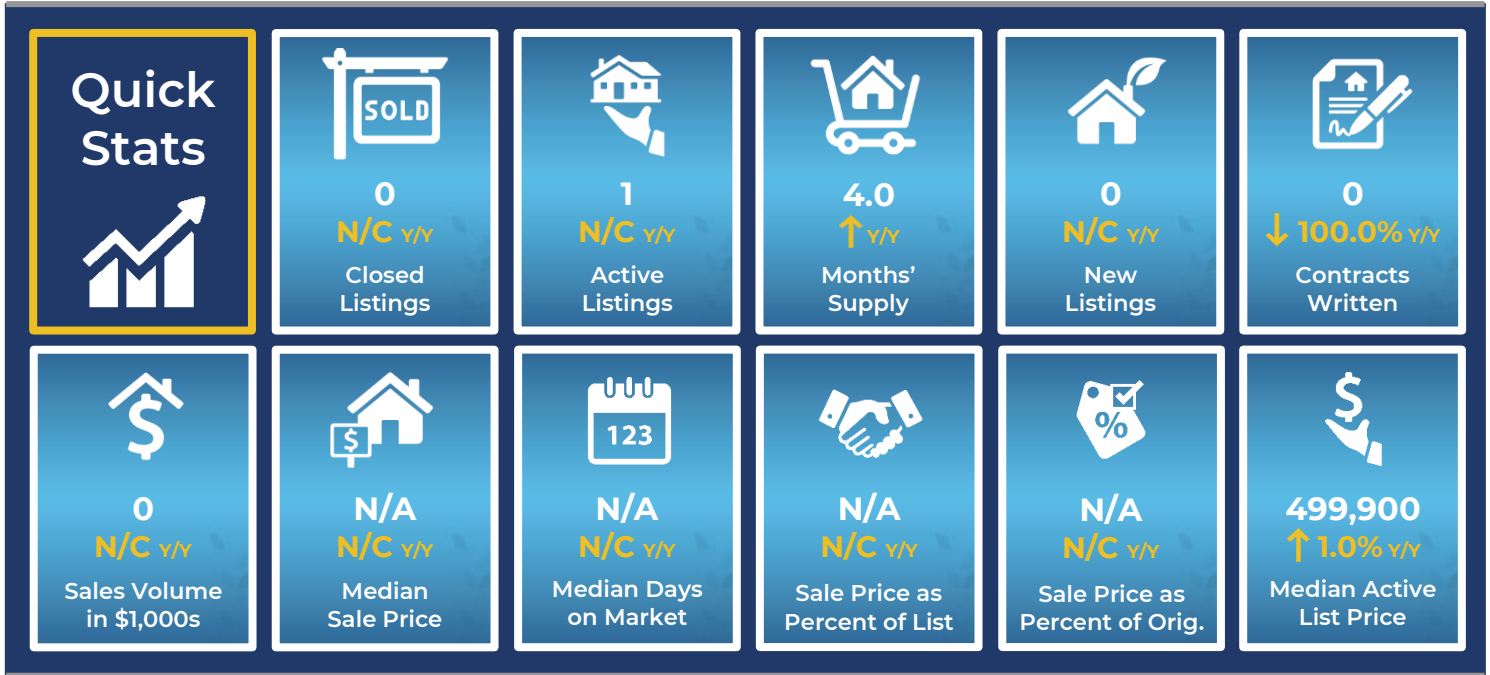 Quick
Stats
SOLD
0
N/C Y/Y
Closed
Listings
1
N/C Y/Y
Active
Listings
4.0
↑ Y/Y
Months’
Supply
0
N/C Y/Y
New
Listings
0
↓ 100.0% Y/Y
Contracts
Written
$
0
N/C Y/Y
Sales Volume
in $1,000s
$
N/A
N/C Y/Y
Median
Sale Price
123
N/A
N/C Y/Y
Median Days
on Market
N/A
N/C Y/Y
Sale Price as
Percent of List
%
N/A
N/C Y/Y
Sale Price as
Percent of Orig.
$
499,900
↑ 1.0% Y/Y
Median Active
List Price